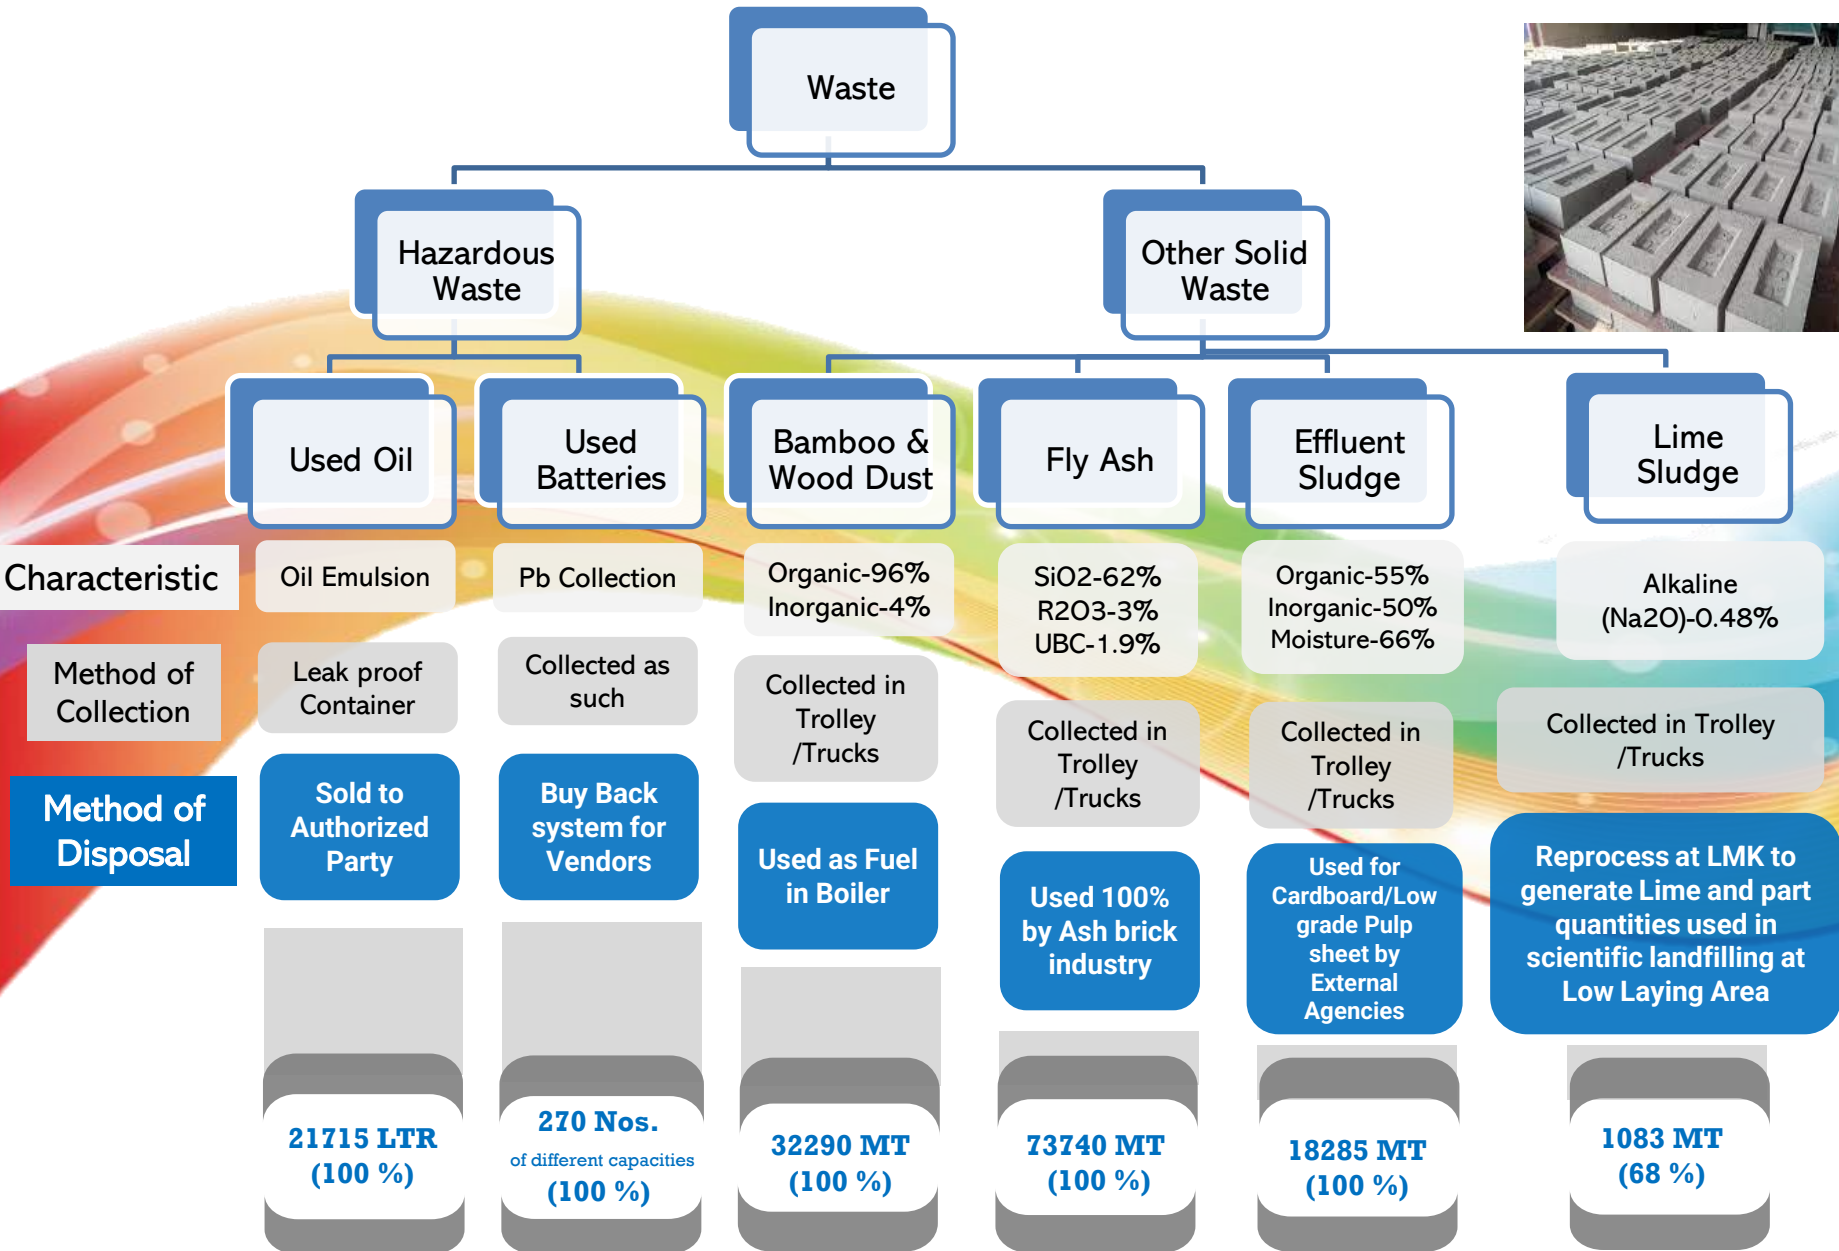 Waste
Hazardous
Waste
Other Solid
Waste
Used Oil
Used
Batteries
Bamboo &
Wood Dust
Fly Ash
Effluent
Sludge
Lime
Sludge
Characteristic
Oil Emulsion
Pb Collection
Organic-96%
Inorganic-4%
SiO2-62%
R2O3-3%
UBC-1.9%
Organic-55%
Inorganic-50%
Moisture-66%
Alkaline
(Na2O)-0.48%
Method of
Collection
Leak proof
Container
Collected as
such
Collected in
Trolley
/Trucks
Collected in
Trolley
/Trucks
Collected in
Trolley
/Trucks
Collected in Trolley
/Trucks
Method of
Disposal
Sold to
Authorized
Party
Buy Back
system for
Vendors
Used as Fuel
in Boiler
Used 100%
by Ash brick
industry
Used for
Cardboard/Low
grade Pulp
sheet by
External
Agencies
Reprocess at LMK to
generate Lime and part
quantities used in
scientific landfilling at
Low Laying Area
21715 LTR
(100 %)
270 Nos.
of different capacities
(100 %)
32290 MT
(100 %)
73740 MT
(100 %)
18285 MT
(100 %)
1083 MT
(68 %)